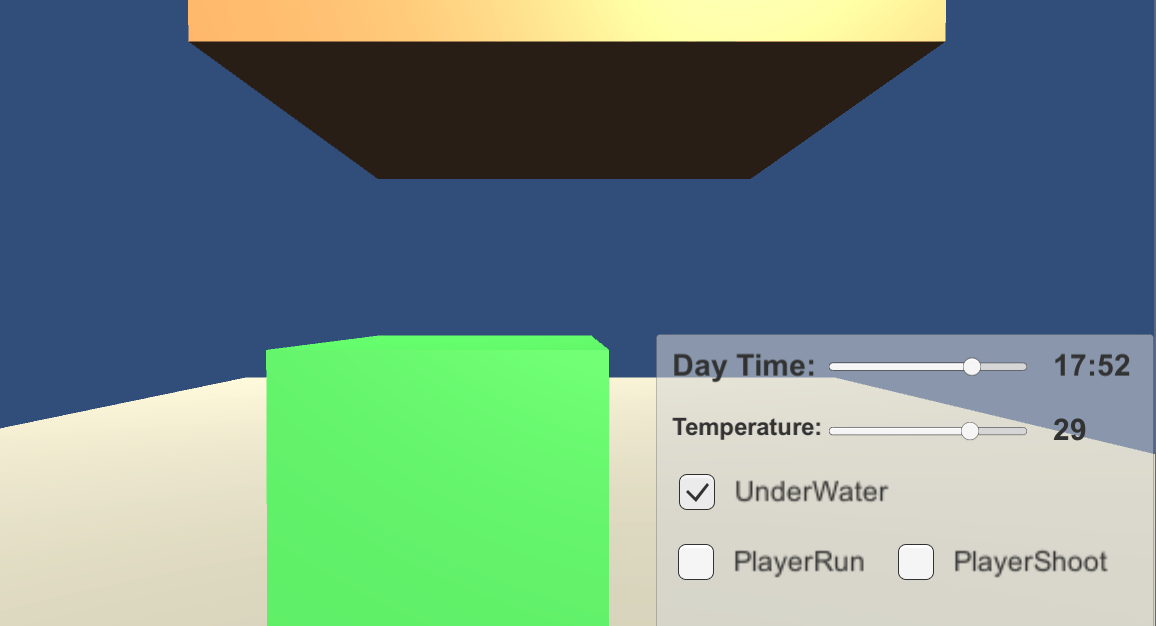 Day Time: 17:52
Temperature: 29
UnderWater
PlayerRun PlayerShoot